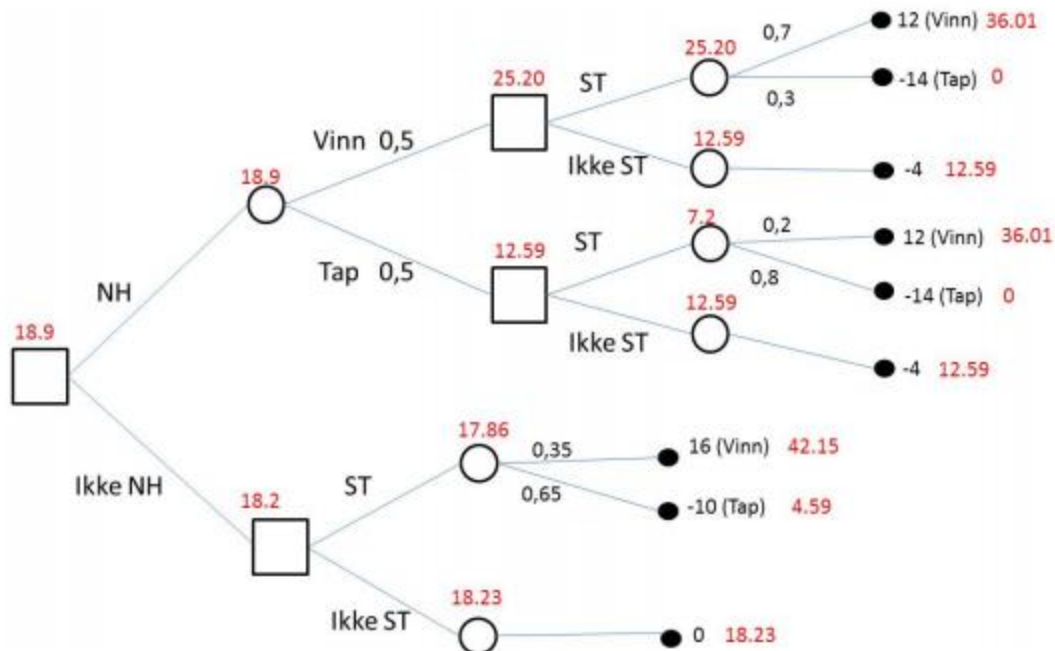 0,7
12 (Vinn) 36.01
25.20
25.20
ST
-14 (Tap) 0
0,3
Vinn 0,5
12.59
Ikke ST
-4 12.59
18,9
7.2
0,2
12 (Vinn) 36.01
ST
12.59
Tap 0,5
0,8
-14 (Tap) 0
NH
12.59
Ikke ST
18.9
-4 12.59
17.86
0,35
16 (Vinn) 42.15
Ikke NH
ST
0,65
-10 (Tap) 4.59
18.2
18.23
Ikke ST
0 18.23